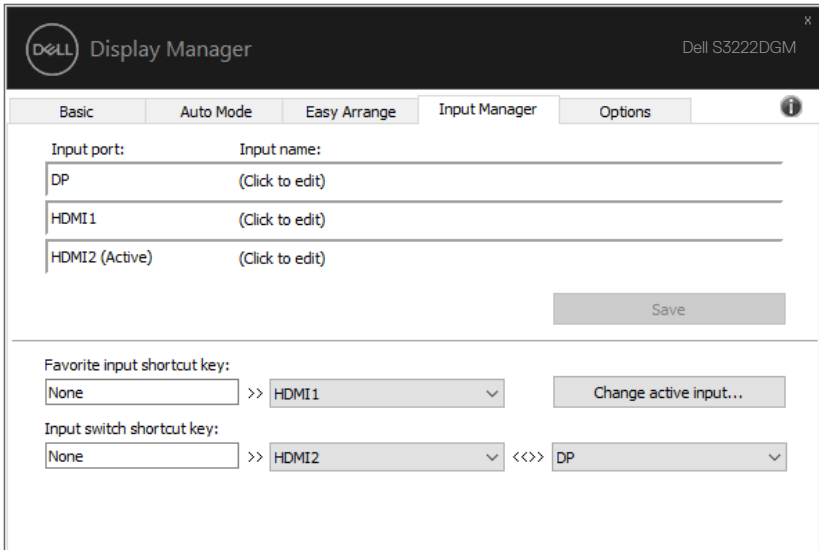 x
DELL Display Manager Dell S3222DGM
Basic Auto Mode Easy Arrange Input Manager Options i
Input port: Input name:
DP (Click to edit)
HDMI1 (Click to edit)
HDMI2 (Active) (Click to edit)
Save
Favorite input shortcut key:
None >> HDMI1 Change active input...
Input switch shortcut key:
None >> HDMI2 <<>> DP